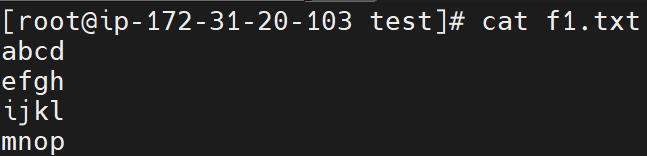 [root@ip-172-31-20-103 test]# cat f1.txt
abcd
efgh
ijkl
mnop